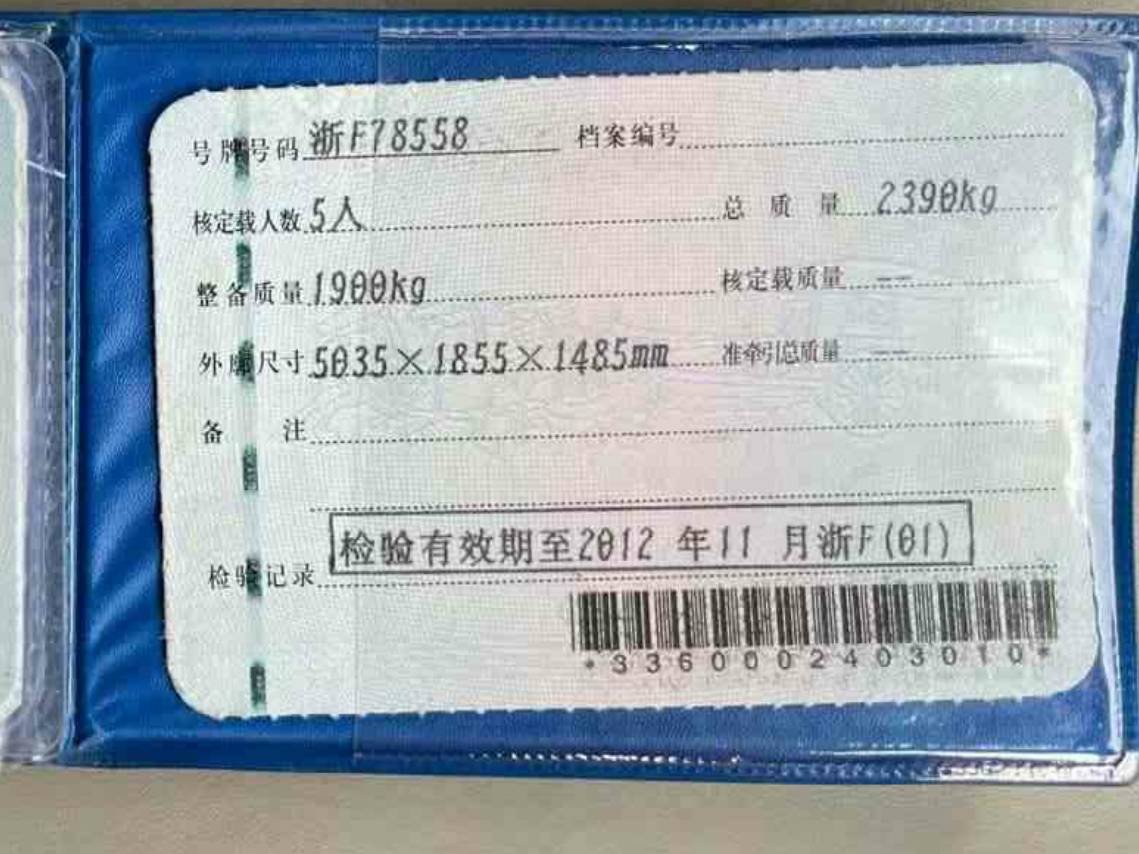 号牌号码 浙F78558 档案编号
核定载人数 5人 总质量 2390kg
整备质量 1900kg 核定载质量 --
外廓尺寸 5035×1855×1485mm 准牵引总质量 --
备注
检验记录 检验有效期至2012 年11 月浙F(01)
*3360002403010*